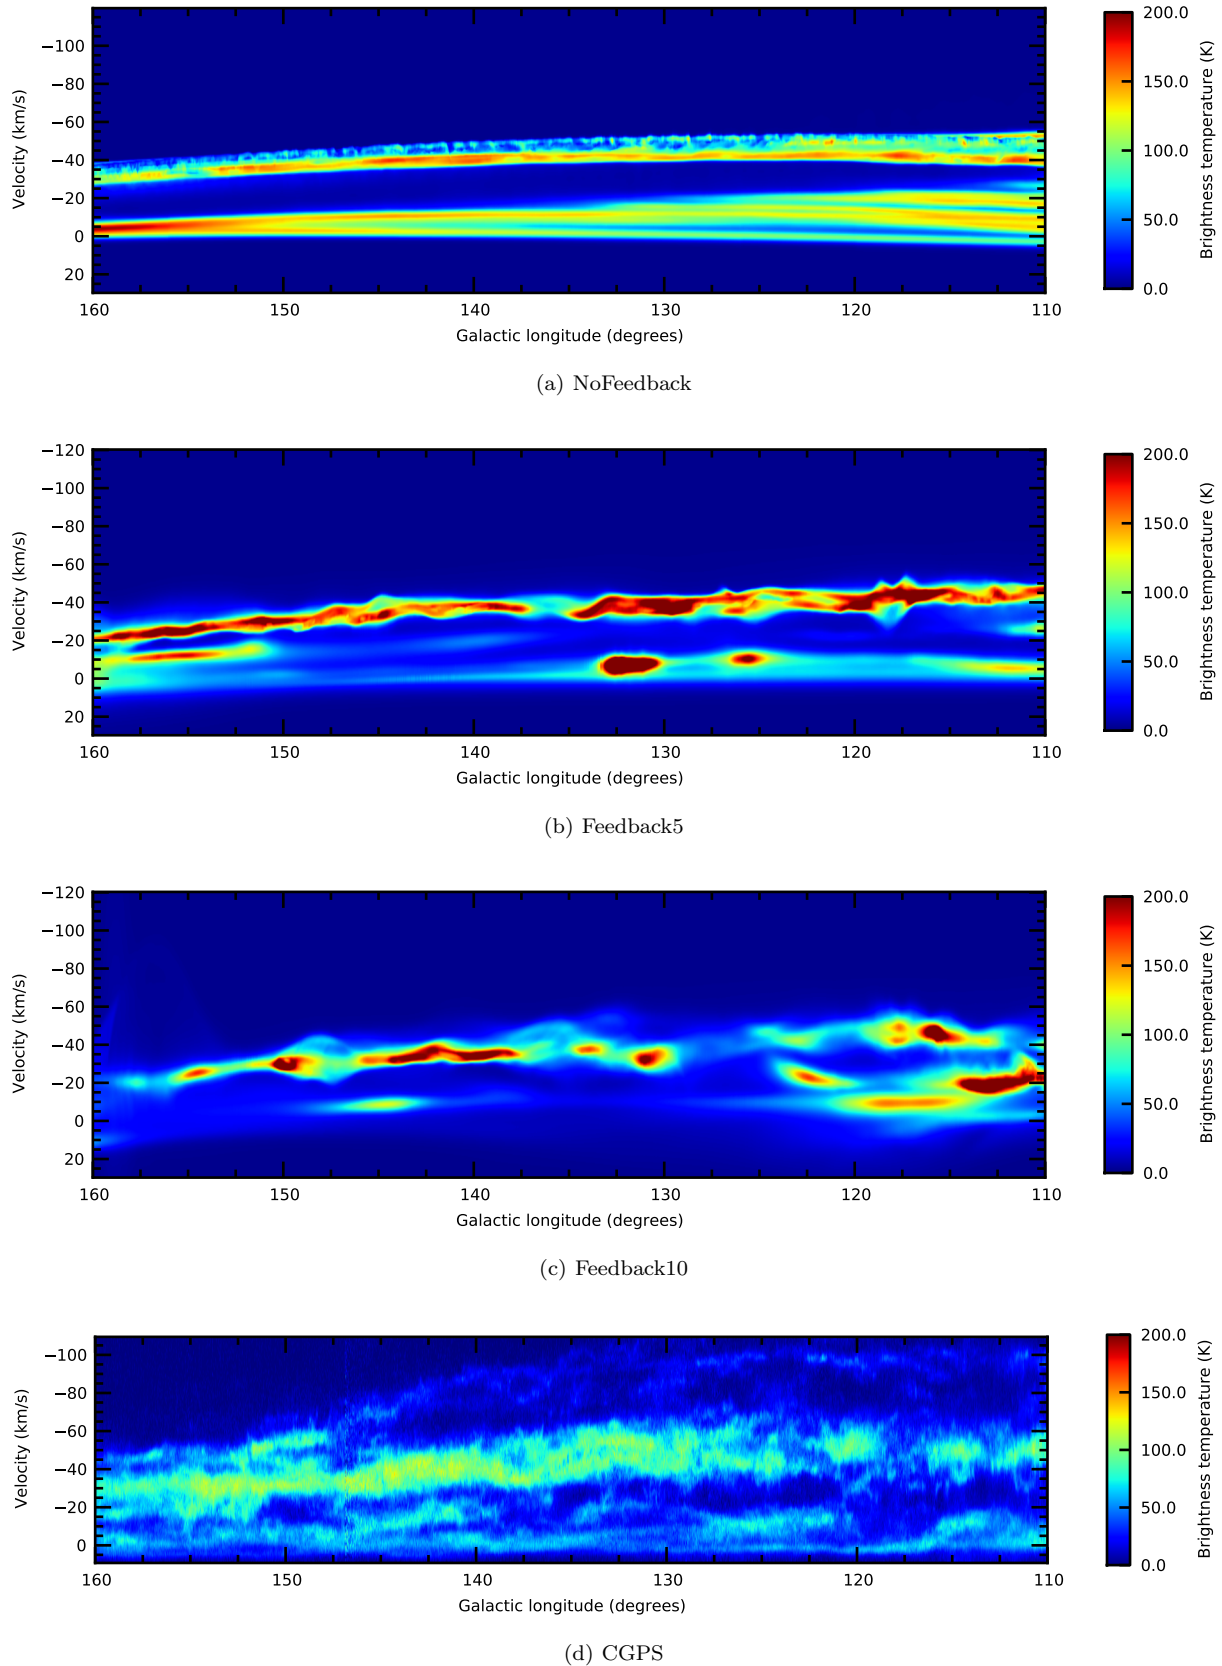 −100
−80
−60
−40
−20
0
20
Velocity (km/s)
160 150 140 130 120 110
Galactic longitude (degrees)
200.0
150.0
100.0
50.0
0.0
Brightness temperature (K)
(a) NoFeedback
−120
−100
−80
−60
−40
−20
0
20
Velocity (km/s)
160 150 140 130 120 110
Galactic longitude (degrees)
200.0
150.0
100.0
50.0
0.0
Brightness temperature (K)
(b) Feedback5
−120
−100
−80
−60
−40
−20
0
20
Velocity (km/s)
160 150 140 130 120 110
Galactic longitude (degrees)
200.0
150.0
100.0
50.0
0.0
Brightness temperature (K)
(c) Feedback10
−100
−80
−60
−40
−20
0
Velocity (km/s)
160 150 140 130 120 110
Galactic longitude (degrees)
200.0
150.0
100.0
50.0
0.0
Brightness temperature (K)
(d) CGPS